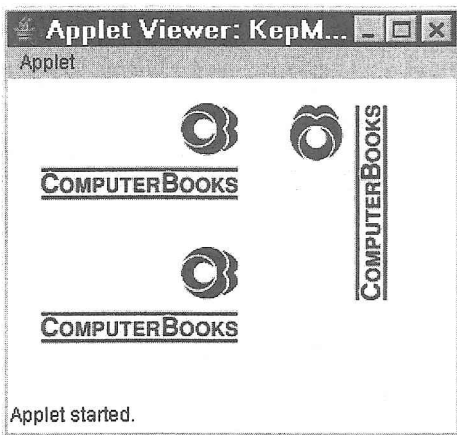 Applet Viewer: KepM...
Applet
COMPUTERBOOKS
COMPUTERBOOKS
COMPUTERBOOKS
Applet started.